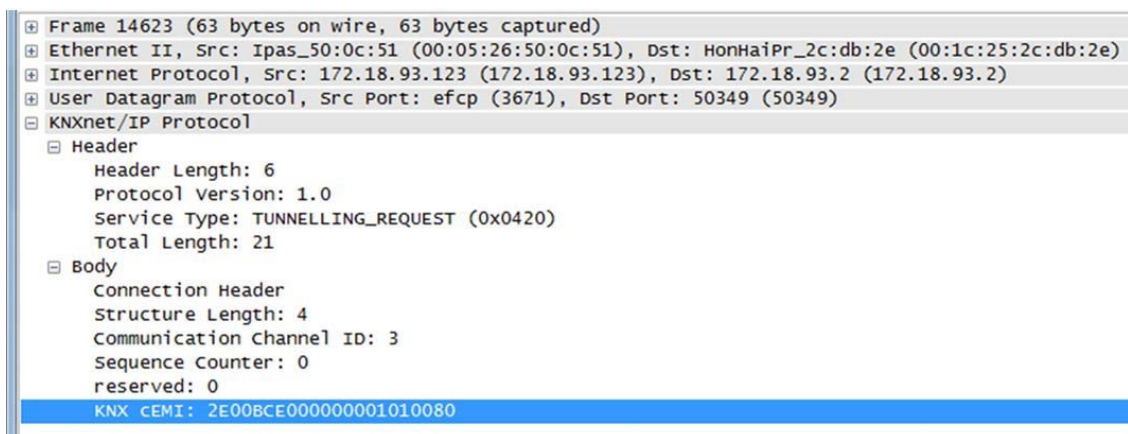 Frame 14623 (63 bytes on wire, 63 bytes captured)
Ethernet II, Src: Ipas_50:0c:51 (00:05:26:50:0c:51), Dst: HonHaiPr_2c:db:2e (00:1c:25:2c:db:2e)
Internet Protocol, Src: 172.18.93.123 (172.18.93.123), Dst: 172.18.93.2 (172.18.93.2)
User Datagram Protocol, Src Port: efcp (3671), Dst Port: 50349 (50349)
KNXnet/IP Protocol
Header
Header Length: 6
Protocol Version: 1.0
Service Type: TUNNELLING_REQUEST (0x0420)
Total Length: 21
Body
Connection Header
Structure Length: 4
Communication Channel ID: 3
Sequence Counter: 0
reserved: 0
KNX cEMI: 2E00BCE000000001010080